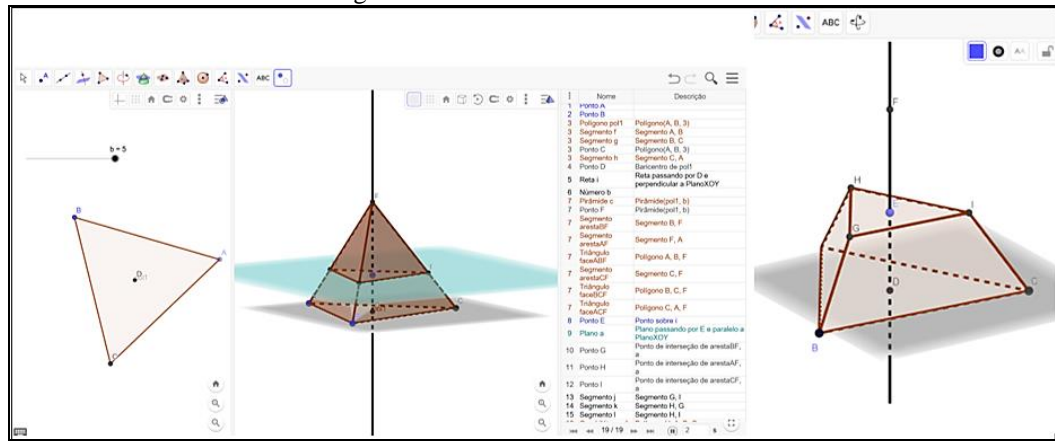 ABC
ABC
b = 5
B
A
D
C
F
Nome Descrição
1 Ponto A
2 Ponto B
3 Polígono pol1 Polígono(A, B, 3)
3 Segmento f Segmento A, B
3 Segmento g Segmento B, C
3 Ponto C Polígono(A, B, 3)
3 Segmento h Segmento C, A
4 Ponto D Baricentro de pol1
5 Reta i Reta passando por D e
perpendicular a PlanoXOY
6 Número b
7 Pirâmide c Pirâmide(pol1, b)
7 Ponto F Pirâmide(pol1, b)
7 Segmento
arestaBF Segmento B, F
7 Segmento
arestaAF Segmento F, A
7 Triângulo
faceABF Polígono A, B, F
7 Segmento
arestaCF Segmento C, F
7 Triângulo
faceBCF Polígono B, C, F
7 Triângulo
faceACF Polígono C, A, F
8 Ponto E Ponto sobre i
9 Plano a Plano passando por E e paralelo a
PlanoXOY
10 Ponto G Ponto de interseção de arestaBF,
a
11 Ponto H Ponto de interseção de arestaAF,
a
12 Ponto I Ponto de interseção de arestaCF,
a
13 Segmento j Segmento G, I
14 Segmento k Segmento H, G
15 Segmento l Segmento H, I
19 / 19
2 s
AA
F
H
E
I
G
D
C
B